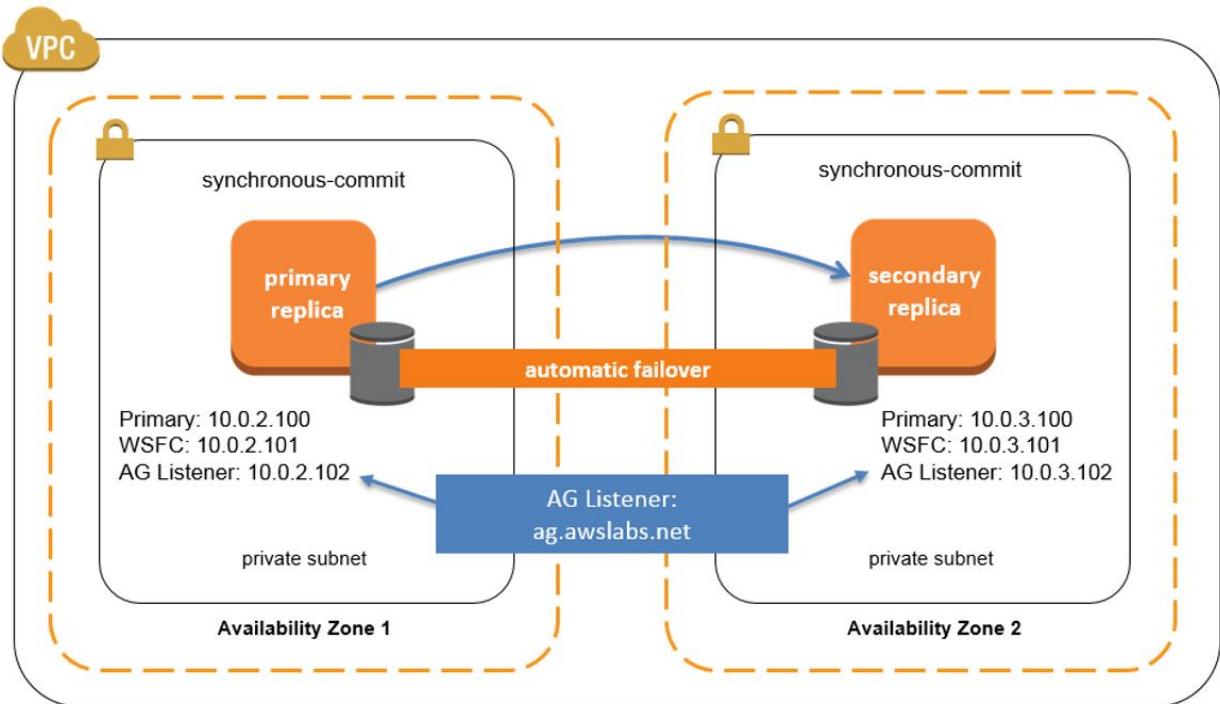 VPC
synchronous-commit
primary
replica
synchronous-commit
secondary
replica
automatic failover
Primary: 10.0.2.100
WSFC: 10.0.2.101
AG Listener: 10.0.2.102
Primary: 10.0.3.100
WSFC: 10.0.3.101
AG Listener: 10.0.3.102
AG Listener:
ag.awslabs.net
private subnet
private subnet
Availability Zone 1
Availability Zone 2